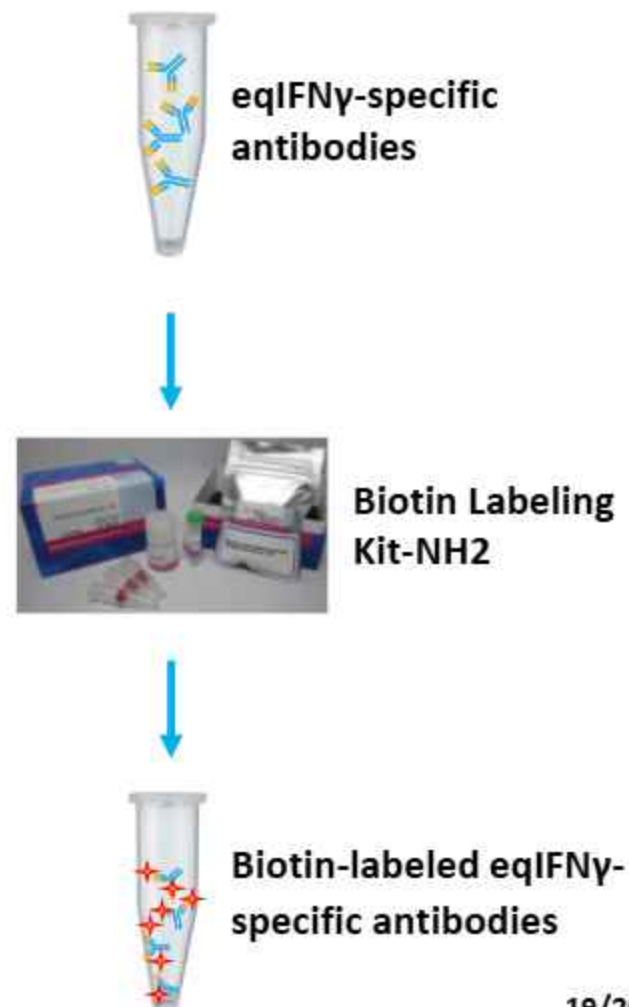 eqIFNγ-specific
antibodies
Biotin Labeling
Kit-NH2
Biotin-labeled eqIFNγ-
specific antibodies